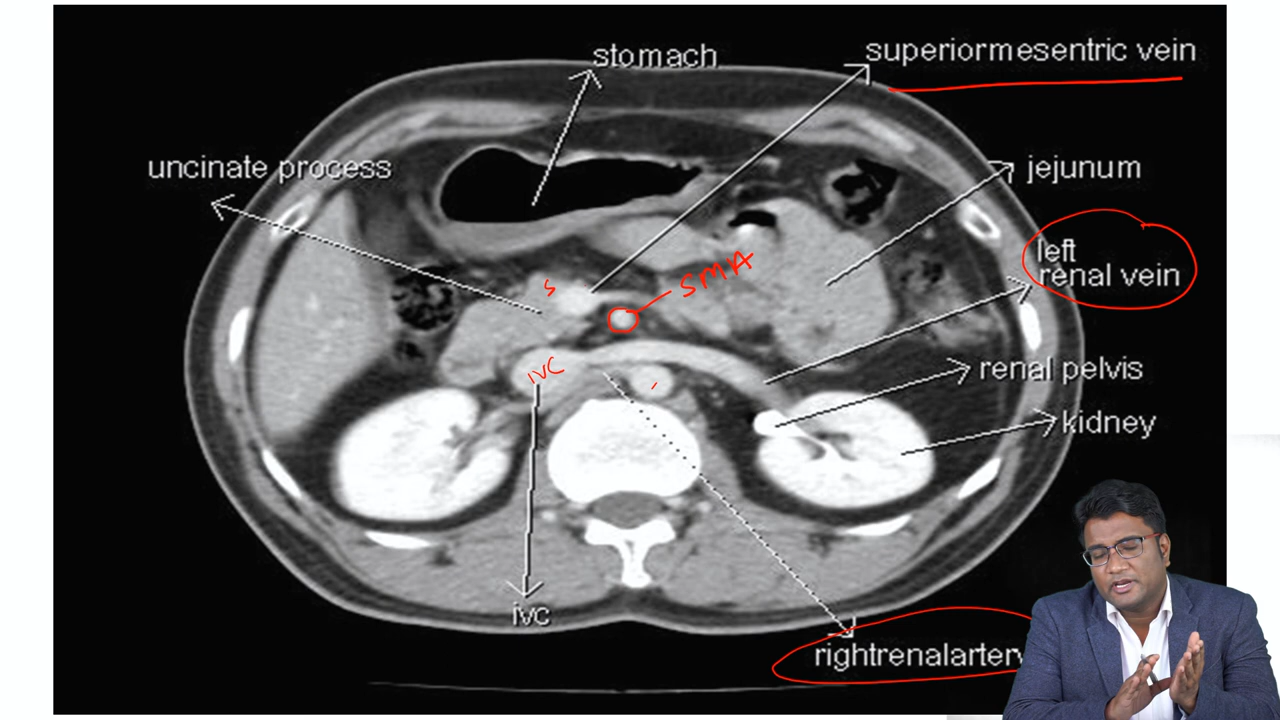 stomach
superiormesentric vein
uncinate process
jejunum
left
renal vein
SMA
S
IVC
renal pelvis
kidney
ivc
rightrenalartery